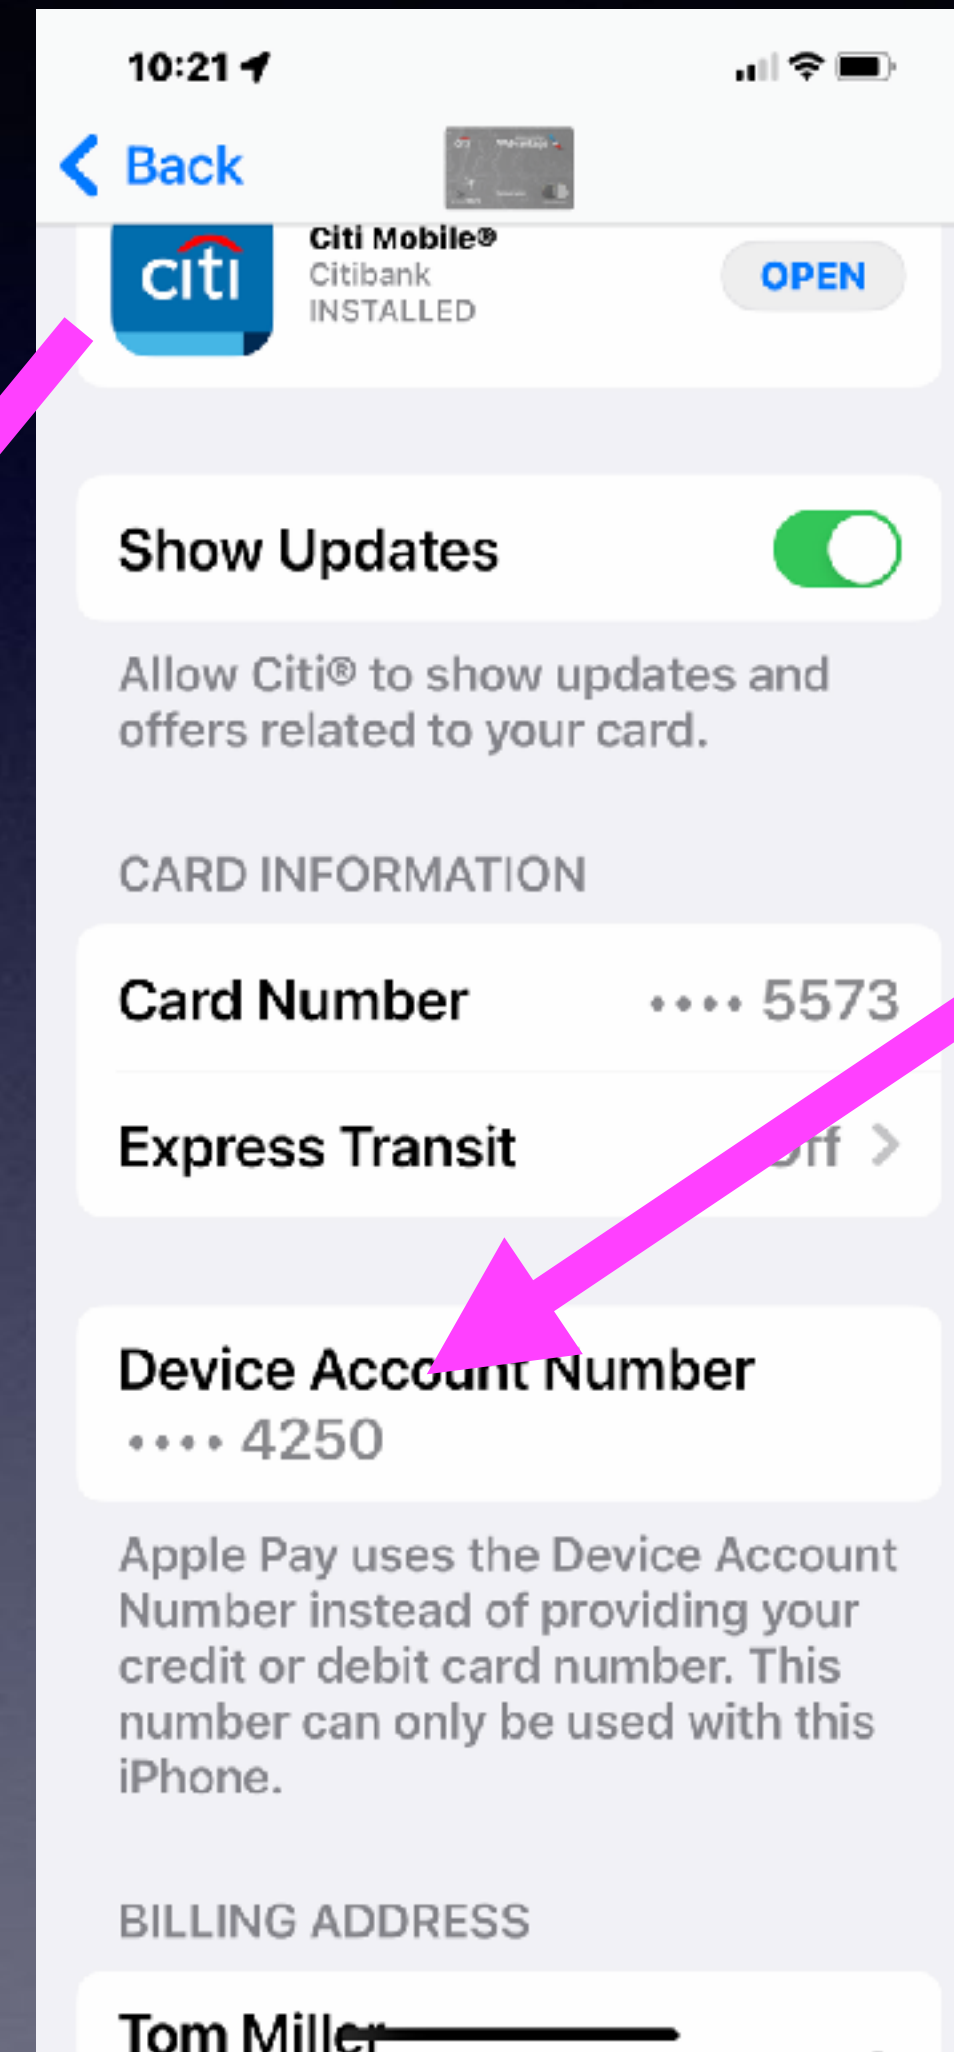 10:21
Back
citi
Citi Mobile®
Citibank
INSTALLED
OPEN
Show Updates
Allow Citi® to show updates and
offers related to your card.
CARD INFORMATION
Card Number •••• 5573
Express Transit Off
Device Account Number
•••• 4250
Apple Pay uses the Device Account
Number instead of providing your
credit or debit card number. This
number can only be used with this
iPhone.
BILLING ADDRESS
Tom Miller